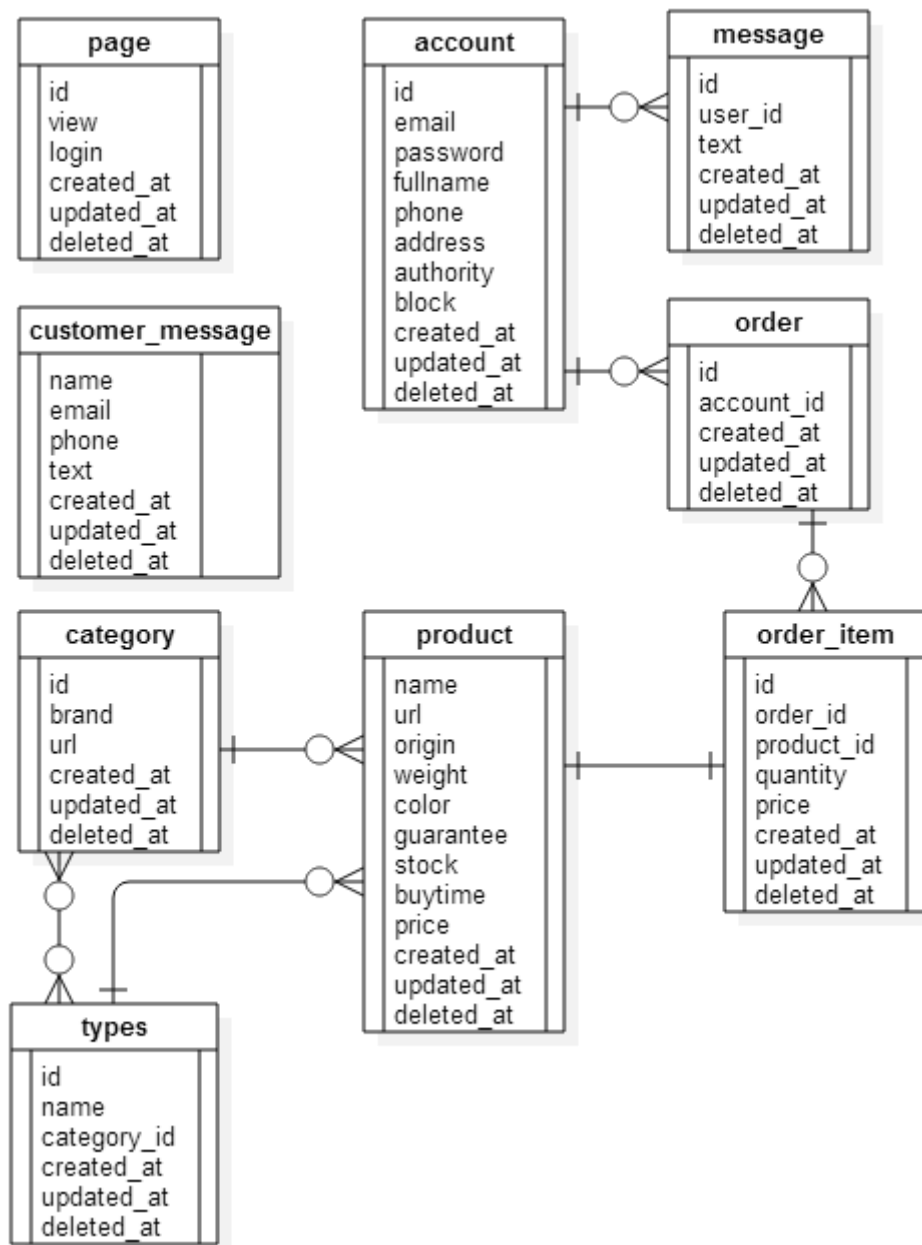 page
id
view
login
created_at
updated_at
deleted_at
account
id
email
password
fullname
phone
address
authority
block
created_at
updated_at
deleted_at
message
id
user_id
text
created_at
updated_at
deleted_at
customer_message
name
email
phone
text
created_at
updated_at
deleted_at
order
id
account_id
created_at
updated_at
deleted_at
category
id
brand
url
created_at
updated_at
deleted_at
product
name
url
origin
weight
color
guarantee
stock
buytime
price
created_at
updated_at
deleted_at
order_item
id
order_id
product_id
quantity
price
created_at
updated_at
deleted_at
types
id
name
category_id
created_at
updated_at
deleted_at